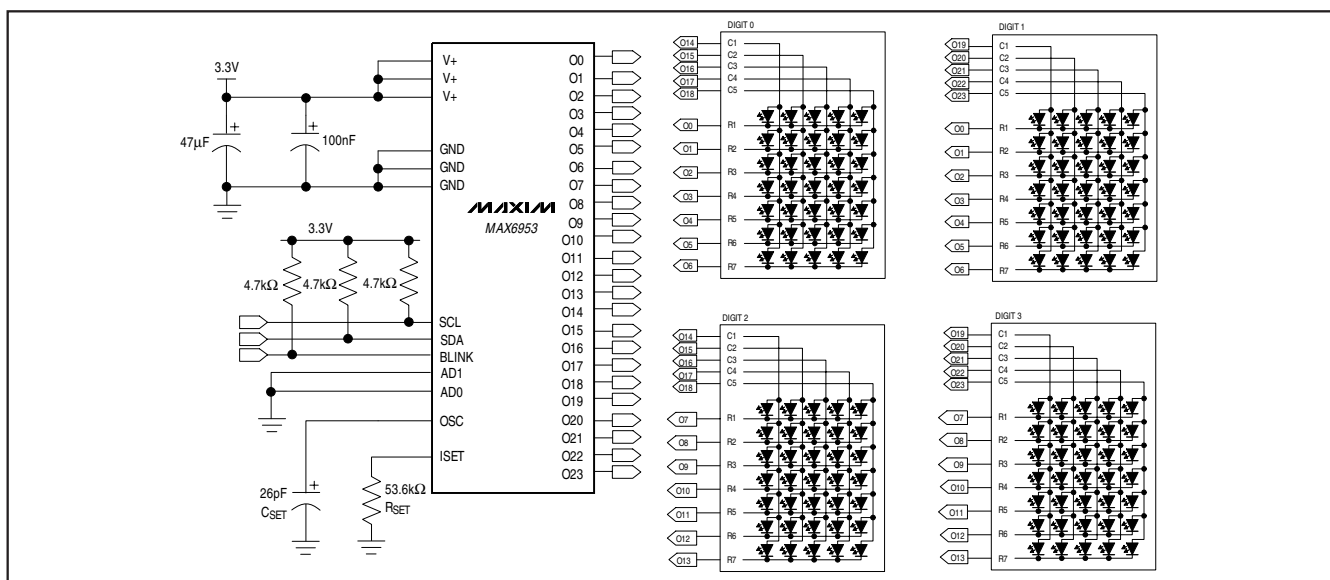 3.3V
47µF
100nF
V+
V+
V+
GND
GND
GND
MAXIM
MAX6953
3.3V
4.7kΩ
4.7kΩ
4.7kΩ
SCL
SDA
BLINK
AD1
AD0
OSC
ISET
26pF
CSET
53.6kΩ
RSET
O0
O1
O2
O3
O4
O5
O6
O7
O8
O9
O10
O11
O12
O13
O14
O15
O16
O17
O18
O19
O20
O21
O22
O23
DIGIT 0
O14 C1
O15 C2
O16 C3
O17 C4
O18 C5
O0 R1
O1 R2
O2 R3
O3 R4
O4 R5
O5 R6
O6 R7
DIGIT 1
O19 C1
O20 C2
O21 C3
O22 C4
O23 C5
O0 R1
O1 R2
O2 R3
O3 R4
O4 R5
O5 R6
O6 R7
DIGIT 2
O14 C1
O15 C2
O16 C3
O17 C4
O18 C5
O7 R1
O8 R2
O9 R3
O10 R4
O11 R5
O12 R6
O13 R7
DIGIT 3
O19 C1
O20 C2
O21 C3
O22 C4
O23 C5
O7 R1
O8 R2
O9 R3
O10 R4
O11 R5
O12 R6
O13 R7